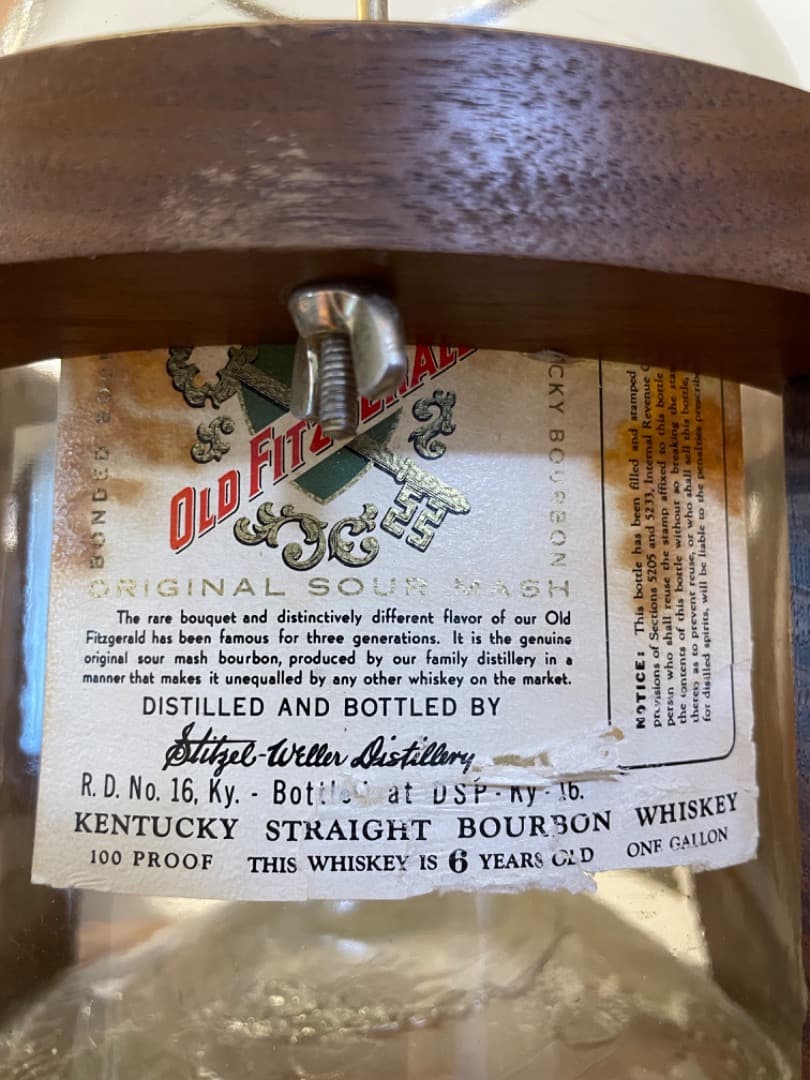 OLD FITZGERALD
BONDED
KY BOURBON
ORIGINAL SOUR MASH
The rare bouquet and distinctively different flavor of our Old
Fitzgerald has been famous for three generations. It is the genuine
original sour mash bourbon, produced by our family distillery in a
manner that makes it unequalled by any other whiskey on the market.
DISTILLED AND BOTTLED BY
Stitzel-Weller Distillery
R. D. No. 16, Ky. - Bottled at DSP - Ky - 16.
KENTUCKY STRAIGHT BOURBON WHISKEY
100 PROOF THIS WHISKEY IS 6 YEARS OLD ONE GALLON
NOTICE: This bottle has been filled and stamped
provisions of Sections 5205 and 5233, Internal Revenue
person who shall reuse the stamp affixed to this bottle
the contents of this bottle without so breaking the
thereto as to prevent reuse, or who shall sell this bottle,
for distilled spirits, will be liable to the penalties